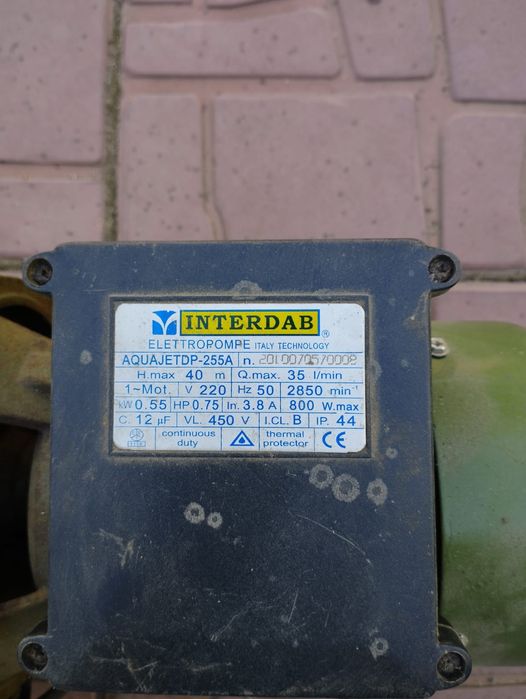 INTERDAB ®
ELETTROPOMPE ITALY TECHNOLOGY
AQUAJETDP-255A n. 2010070570008
H.max 40 m Q.max. 35 l/min
1~Mot. V 220 Hz 50 2850 min⁻¹
kW 0.55 HP 0.75 In. 3.8 A 800 W.max
C. 12 µF VL. 450 V I.CL. B IP. 44
continuous duty thermal protector CE